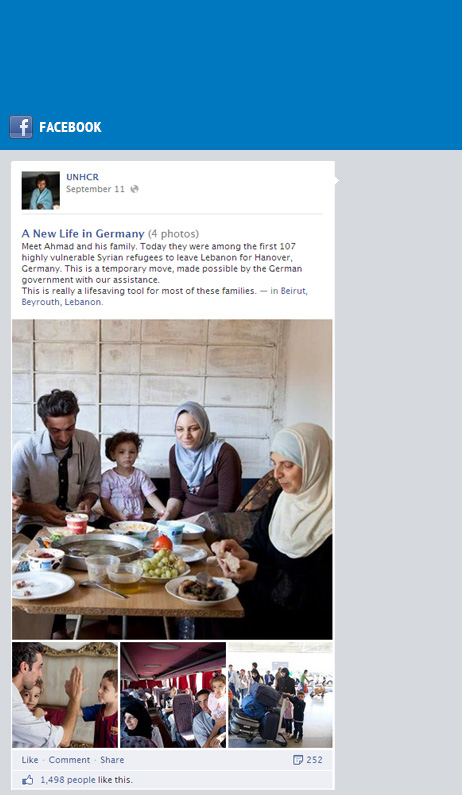 FACEBOOK
UNHCR
September 11
A New Life in Germany (4 photos)
Meet Ahmad and his family. Today they were among the first 107
highly vulnerable Syrian refugees to leave Lebanon for Hanover,
Germany. This is a temporary move, made possible by the German
government with our assistance.
This is really a lifesaving tool for most of these families. — in Beirut,
Beyrouth, Lebanon.
Like · Comment · Share 252
1,498 people like this.